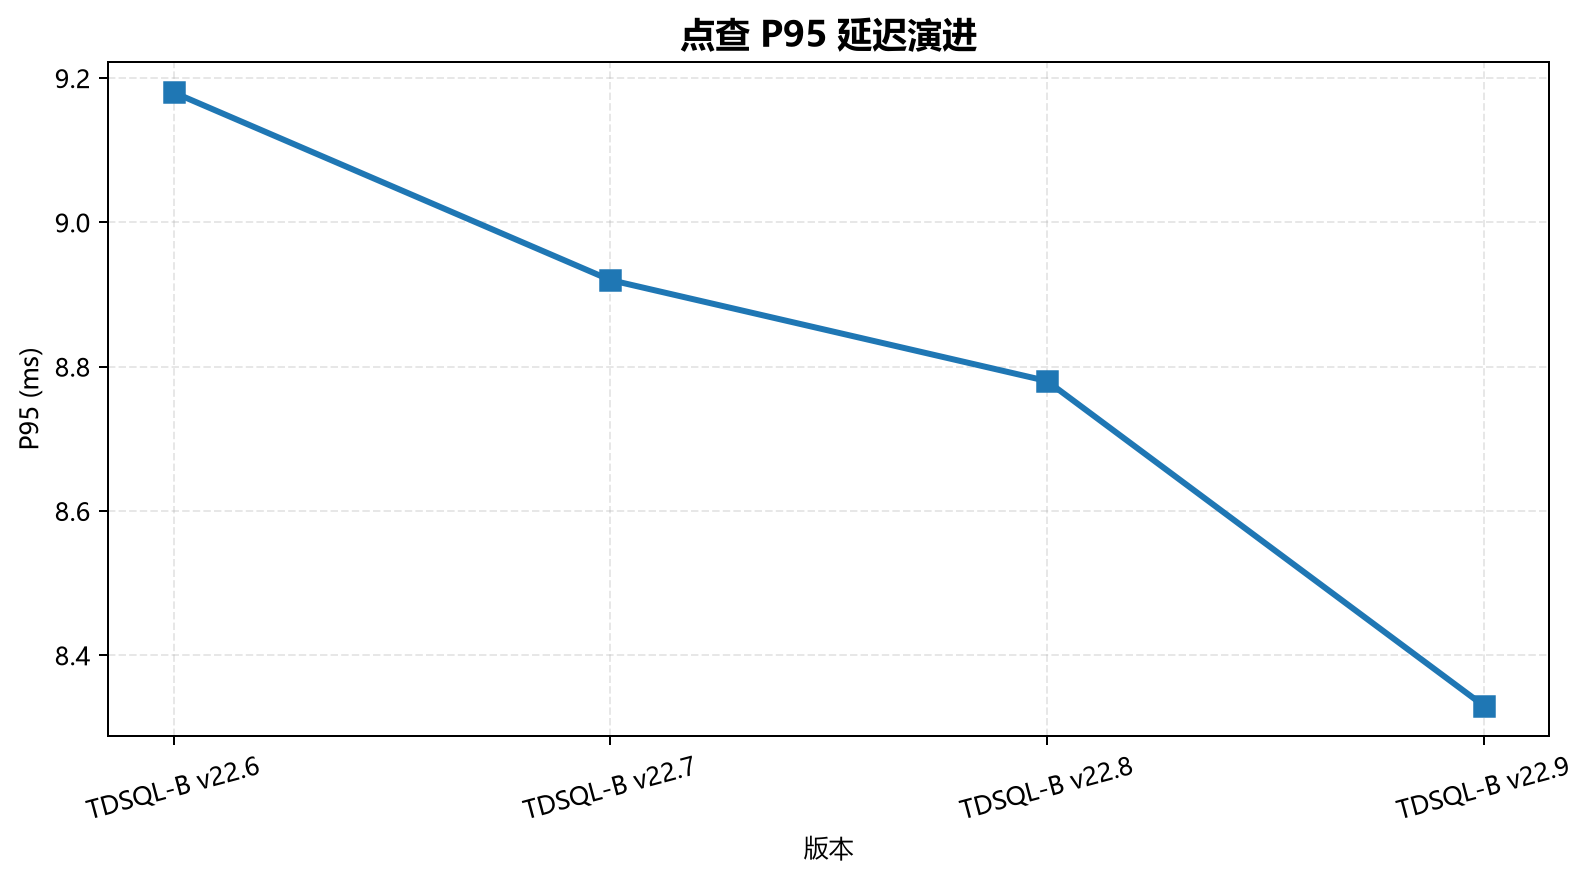 点查 P95 延迟演进
9.2
9.0
8.8
8.6
8.4
P95 (ms)
TDSQL-B v22.6
TDSQL-B v22.7
TDSQL-B v22.8
TDSQL-B v22.9
版本